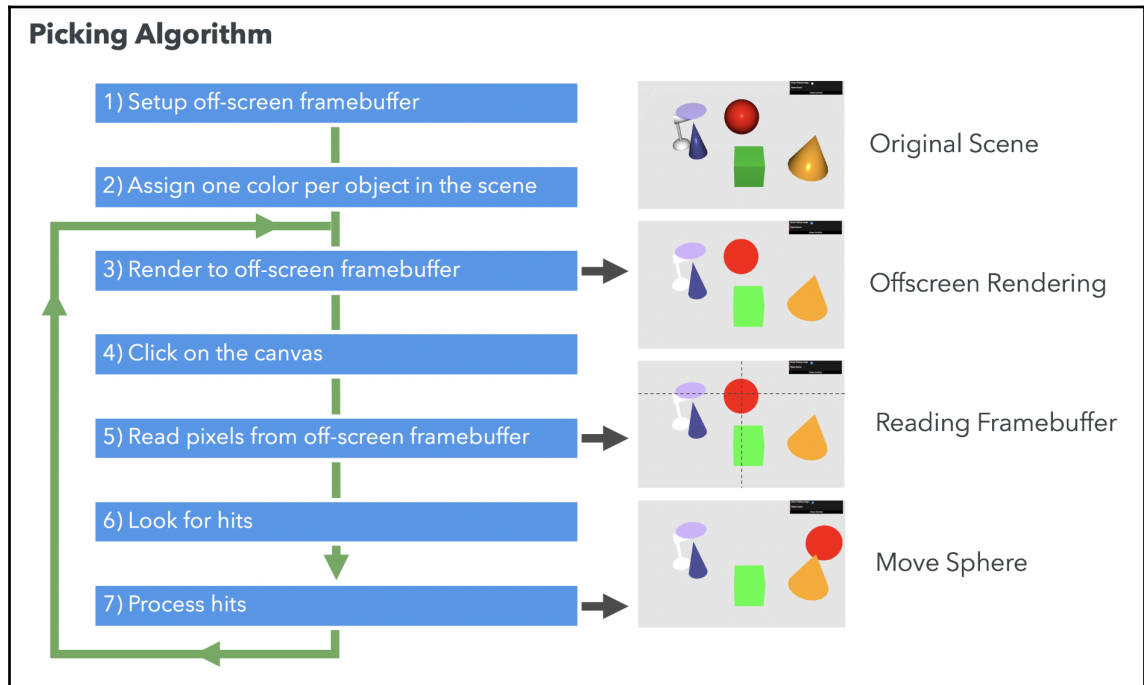 Picking Algorithm
1) Setup off-screen framebuffer
Original Scene
2) Assign one color per object in the scene
3) Render to off-screen framebuffer
Offscreen Rendering
4) Click on the canvas
5) Read pixels from off-screen framebuffer
Reading Framebuffer
6) Look for hits
Move Sphere
7) Process hits